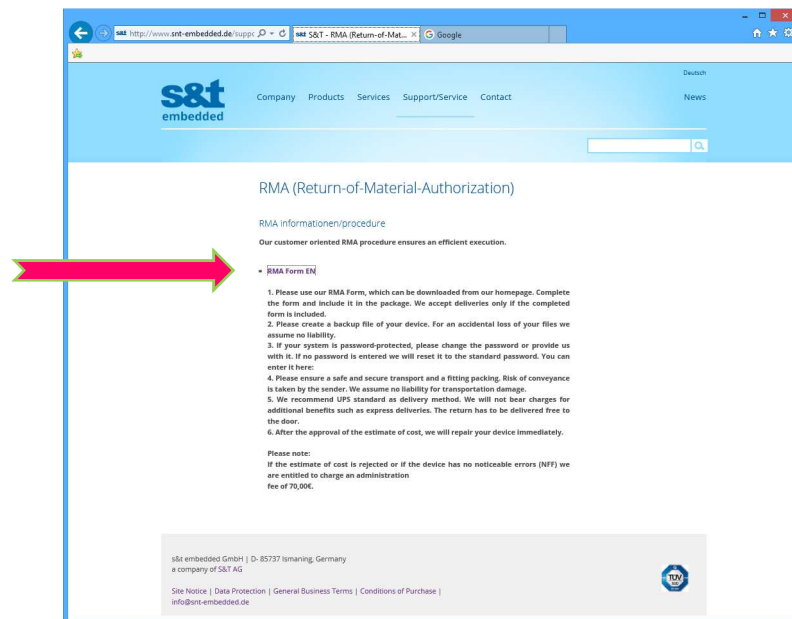 http://www.snt-embedded.de/suppo
s&t S&T - RMA (Return-of-Mat...
Google
Deutsch
s&t
embedded
Company Products Services Support/Service Contact
News
RMA (Return-of-Material-Authorization)
RMA informationen/procedure
Our customer oriented RMA procedure ensures an efficient execution.
• RMA Form EN
1. Please use our RMA Form, which can be downloaded from our homepage. Complete
the form and include it in the package. We accept deliveries only if the completed
form is included.
2. Please create a backup file of your device. For an accidental loss of your files we
assume no liability.
3. If your system is password-protected, please change the password or provide us
with it. If no password is entered we will reset it to the standard password. You can
enter it here:
4. Please ensure a safe and secure transport and a fitting packing. Risk of conveyance
is taken by the sender. We assume no liability for transportation damage.
5. We recommend UPS standard as delivery method. We will not bear charges for
additional benefits such as express deliveries. The return has to be delivered free to
the door.
6. After the approval of the estimate of cost, we will repair your device immediately.
Please note:
If the estimate of cost is rejected or if the device has no noticeable errors (NFF) we
are entitled to charge an administration
fee of 70,00€.
s&t embedded GmbH | D- 85737 Ismaning, Germany
a company of S&T AG
Site Notice | Data Protection | General Business Terms | Conditions of Purchase |
info@snt-embedded.de
TÜV